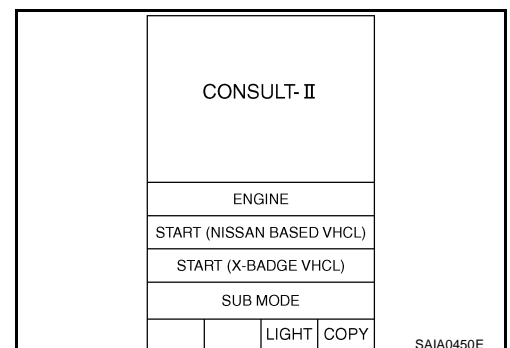 CONSULT-Ⅱ
ENGINE
START (NISSAN BASED VHCL)
START (X-BADGE VHCL)
SUB MODE
LIGHT COPY
SAIA0450E